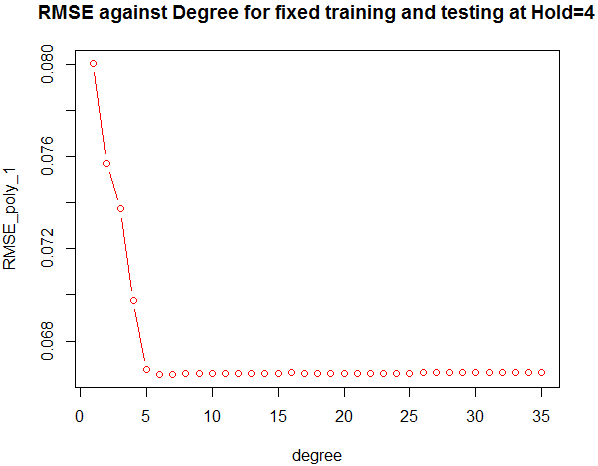 RMSE against Degree for fixed training and testing at Hold=4
RMSE_poly_1
0.080
0.076
0.072
0.068
0 5 10 15 20 25 30 35
degree